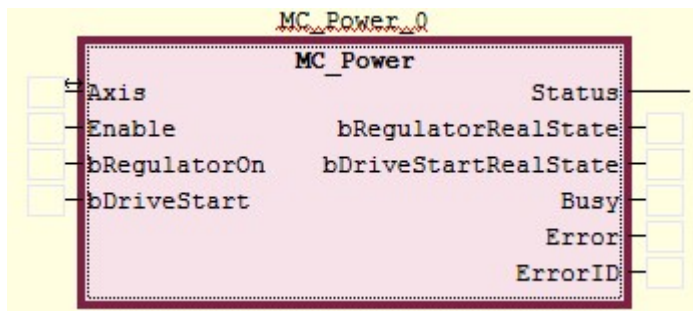 MC_Power_0
MC_Power
Axis Status
Enable bRegulatorRealState
bRegulatorOn bDriveStartRealState
bDriveStart Busy
Error
ErrorID